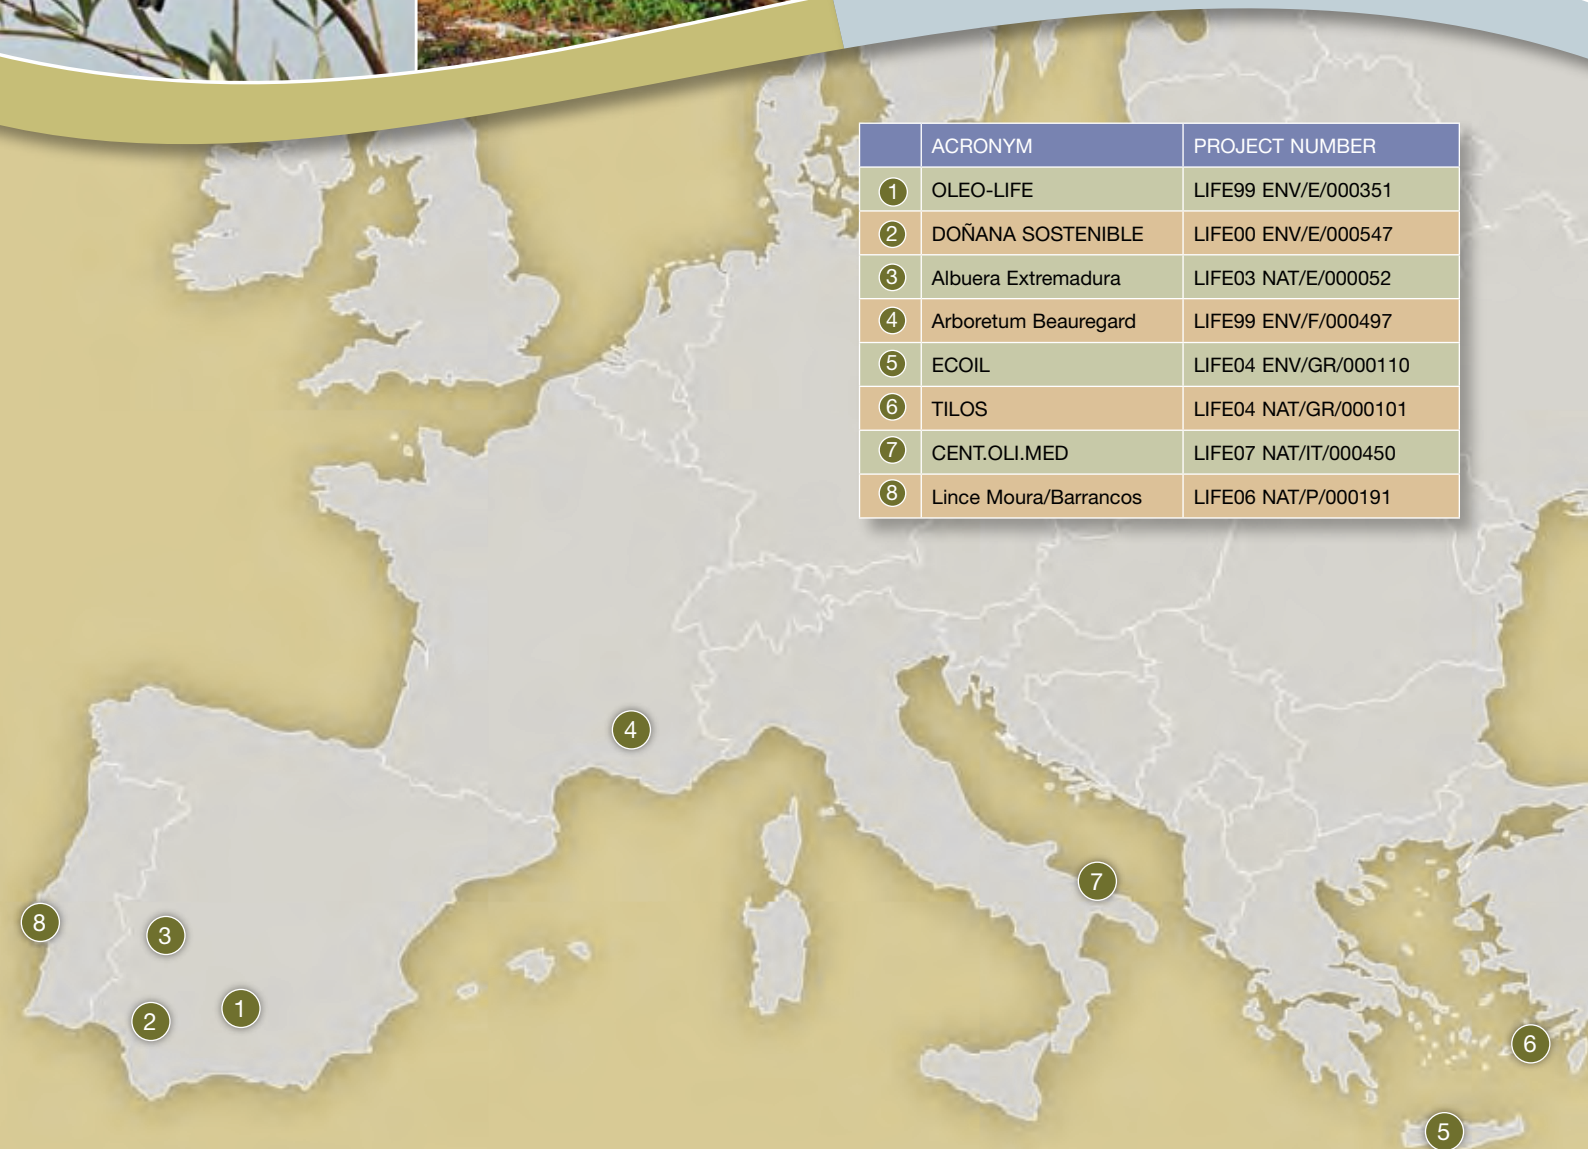 ACRONYM PROJECT NUMBER
1 OLEO-LIFE LIFE99 ENV/E/000351
2 DOÑANA SOSTENIBLE LIFE00 ENV/E/000547
3 Albuera Extremadura LIFE03 NAT/E/000052
4 Arboretum Beauregard LIFE99 ENV/F/000497
5 ECOIL LIFE04 ENV/GR/000110
6 TILOS LIFE04 NAT/GR/000101
7 CENT.OLI.MED LIFE07 NAT/IT/000450
8 Lince Moura/Barrancos LIFE06 NAT/P/000191
4
7
8
3
1
2
6
5